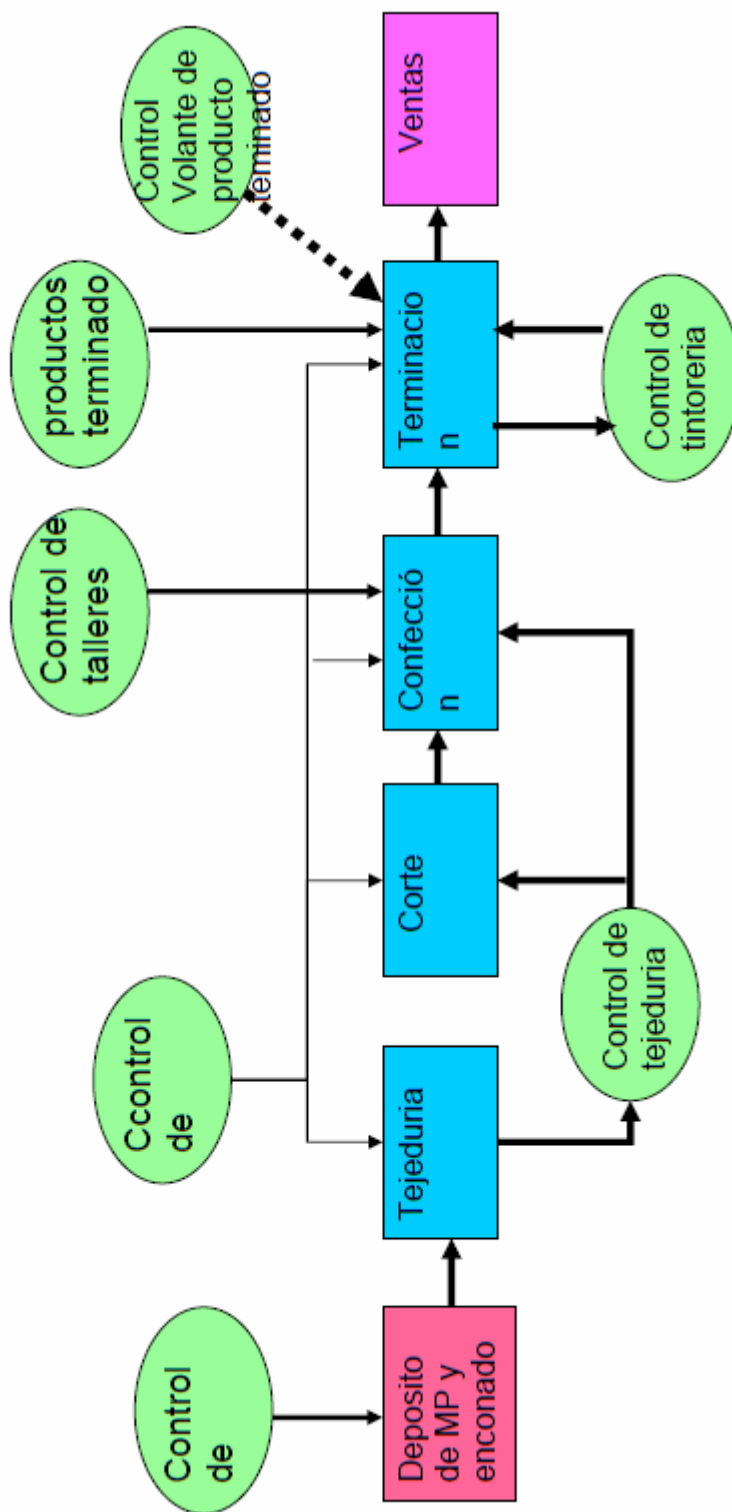 Control
de
Ccontrol
de
Control de
talleres
productos
terminado
Control
Volante de
producto
teminado
Deposito
de MP y
enconado
Tejeduria
Corte
Confecció
n
Terminacio
n
Ventas
Control de
tejeduria
Control de
tintoreria